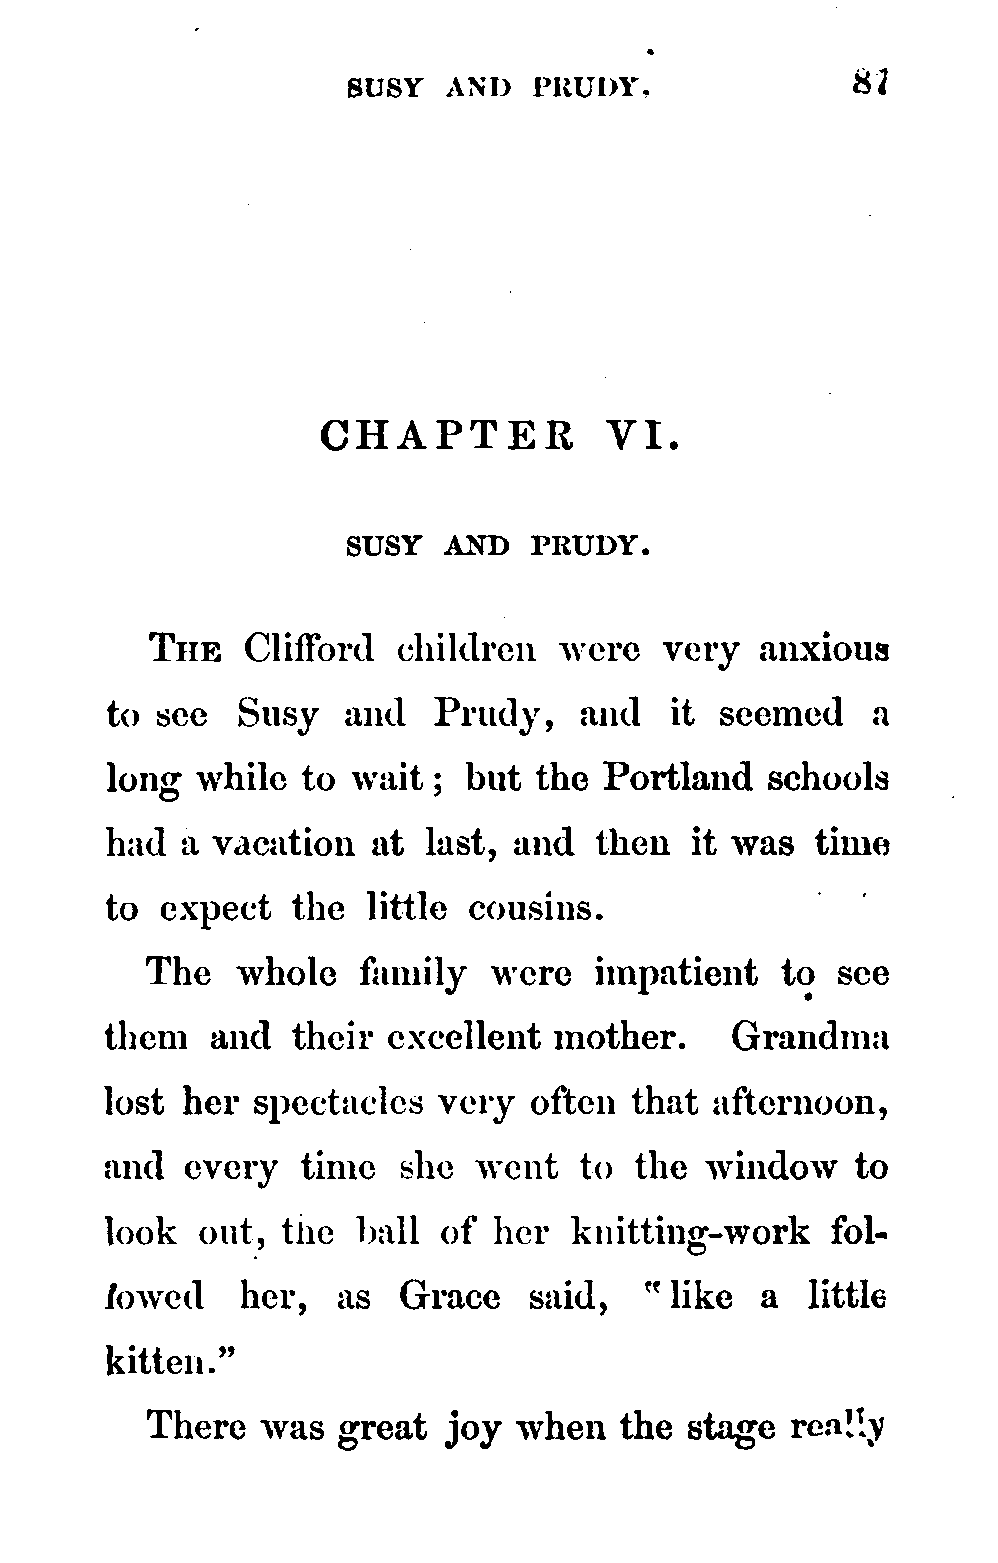 SUSY AND PRUDY. 87
CHAPTER VI.
SUSY AND PRUDY.
THE Clifford children were very anxious
to see Susy and Prudy, and it seemed a
long while to wait; but the Portland schools
had a vacation at last, and then it was time
to expect the little cousins.
The whole family were impatient to see
them and their excellent mother. Grandma
lost her spectacles very often that afternoon,
and every time she went to the window to
look out, the ball of her knitting-work fol-
lowed her, as Grace said, "like a little
kitten."
There was great joy when the stage really